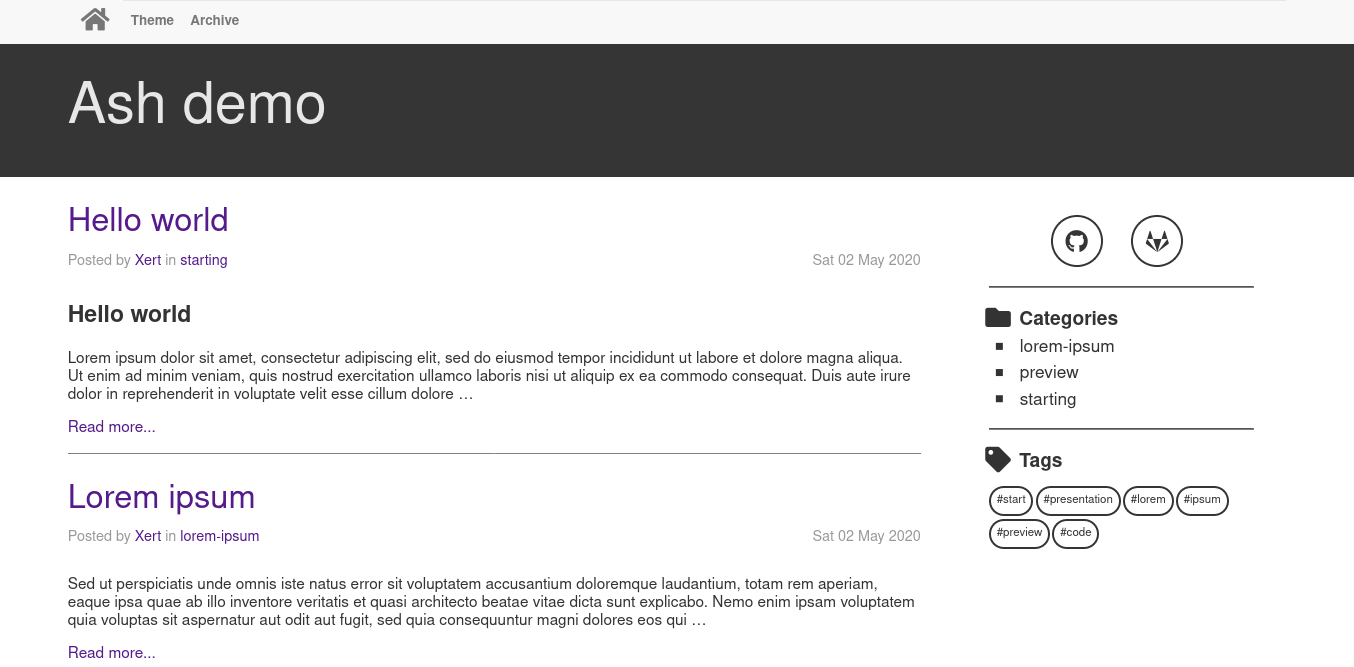 Theme Archive
Ash demo
Hello world
Posted by Xert in starting Sat 02 May 2020
Hello world
Lorem ipsum dolor sit amet, consectetur adipiscing elit, sed do eiusmod tempor incididunt ut labore et dolore magna aliqua.
Ut enim ad minim veniam, quis nostrud exercitation ullamco laboris nisi ut aliquip ex ea commodo consequat. Duis aute irure
dolor in reprehenderit in voluptate velit esse cillum dolore …
Read more...
Lorem ipsum
Posted by Xert in lorem-ipsum Sat 02 May 2020
Sed ut perspiciatis unde omnis iste natus error sit voluptatem accusantium doloremque laudantium, totam rem aperiam,
eaque ipsa quae ab illo inventore veritatis et quasi architecto beatae vitae dicta sunt explicabo. Nemo enim ipsam voluptatem
quia voluptas sit aspernatur aut odit aut fugit, sed quia consequuntur magni dolores eos qui …
Read more...
Categories
lorem-ipsum
preview
starting
Tags
#start #presentation #lorem #ipsum
#preview #code